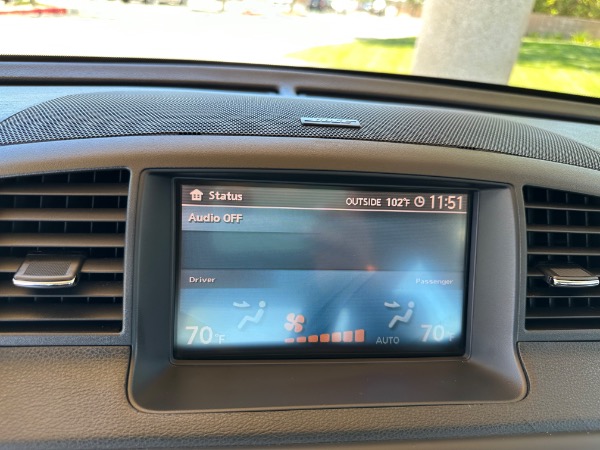 Status
OUTSIDE 102°F 11:51
Audio OFF
Driver Passenger
70°F AUTO 70°F